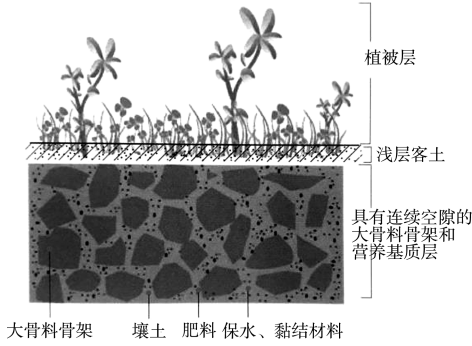 植被层
浅层客土
具有连续空隙的
大骨料骨架和
营养基质层
大骨料骨架
壤土
肥料
保水、黏结材料